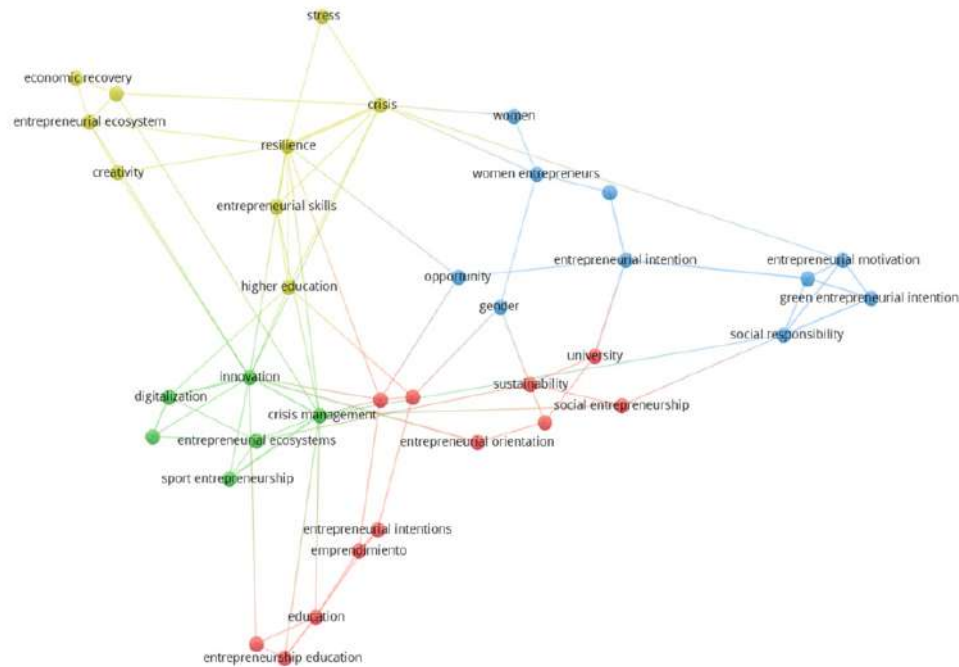 stress
economic recovery
crisis
entrepreneurial ecosystem
women
resilience
creativity
women entrepreneurs
entrepreneurial skills
entrepreneurial intention
entrepreneurial motivation
opportunity
higher education
green entrepreneurial intention
gender
social responsibility
university
innovation
sustainability
digitalization
social entrepreneurship
crisis management
entrepreneurial ecosystems
entrepreneurial orientation
sport entrepreneurship
entrepreneurial intentions
emprendimiento
education
entrepreneurship education